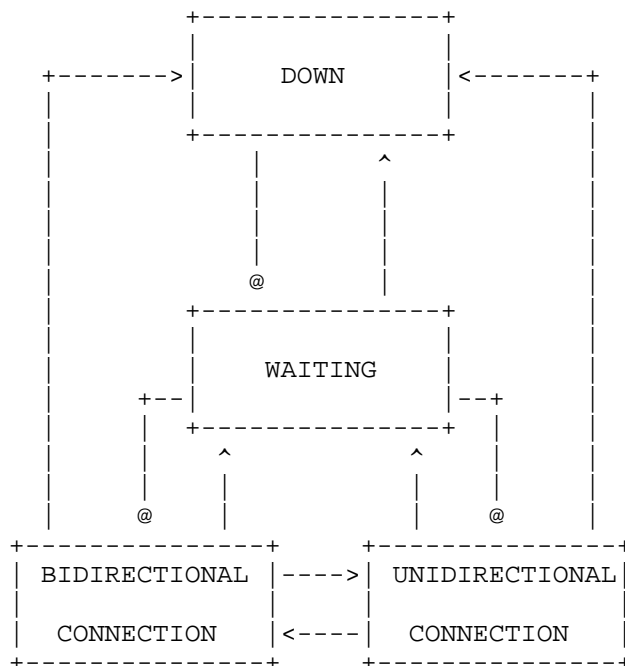 DOWN
@
WAITING
@ @
BIDIRECTIONAL UNIDIRECTIONAL
CONNECTION CONNECTION